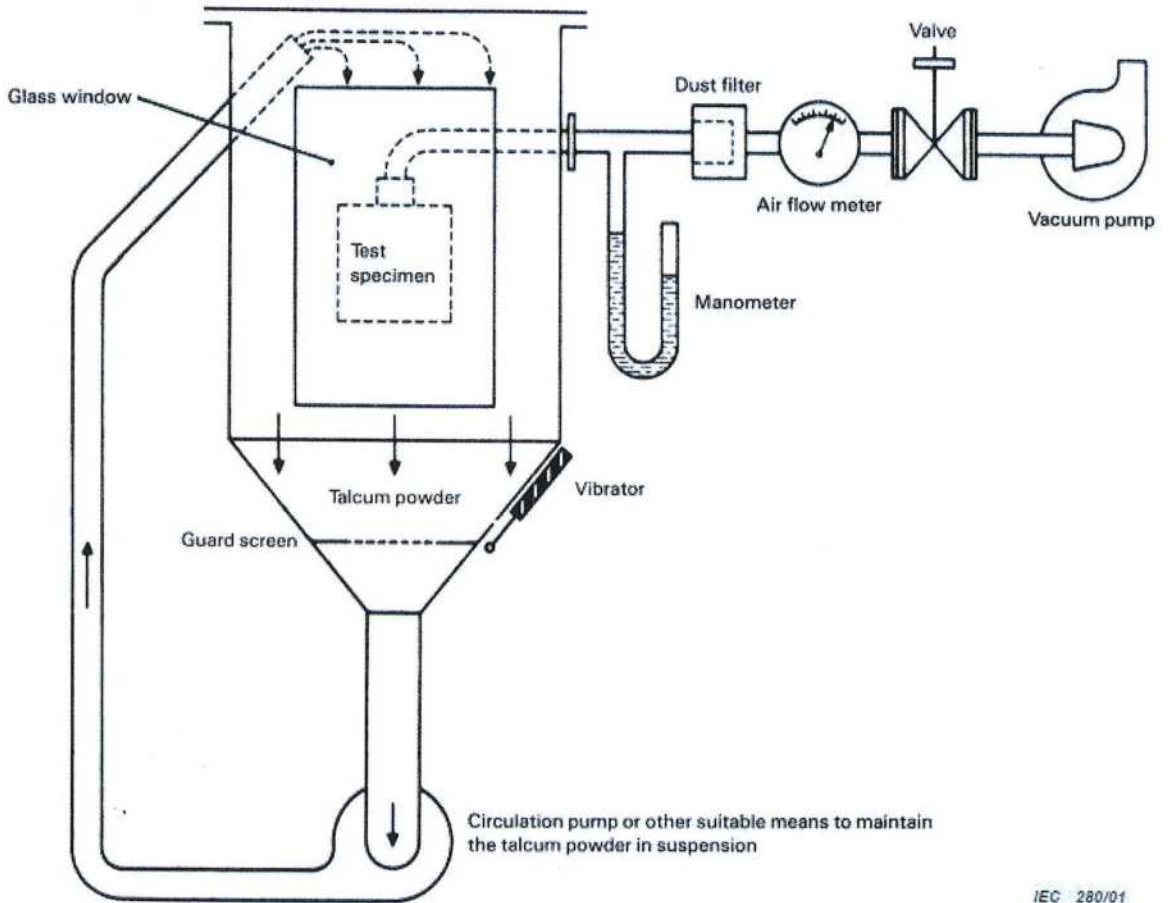 Valve
Glass window
Dust filter
Air flow meter
Vacuum pump
Test
specimen
Manometer
Talcum powder
Vibrator
Guard screen
Circulation pump or other suitable means to maintain
the talcum powder in suspension
IEC 280/01